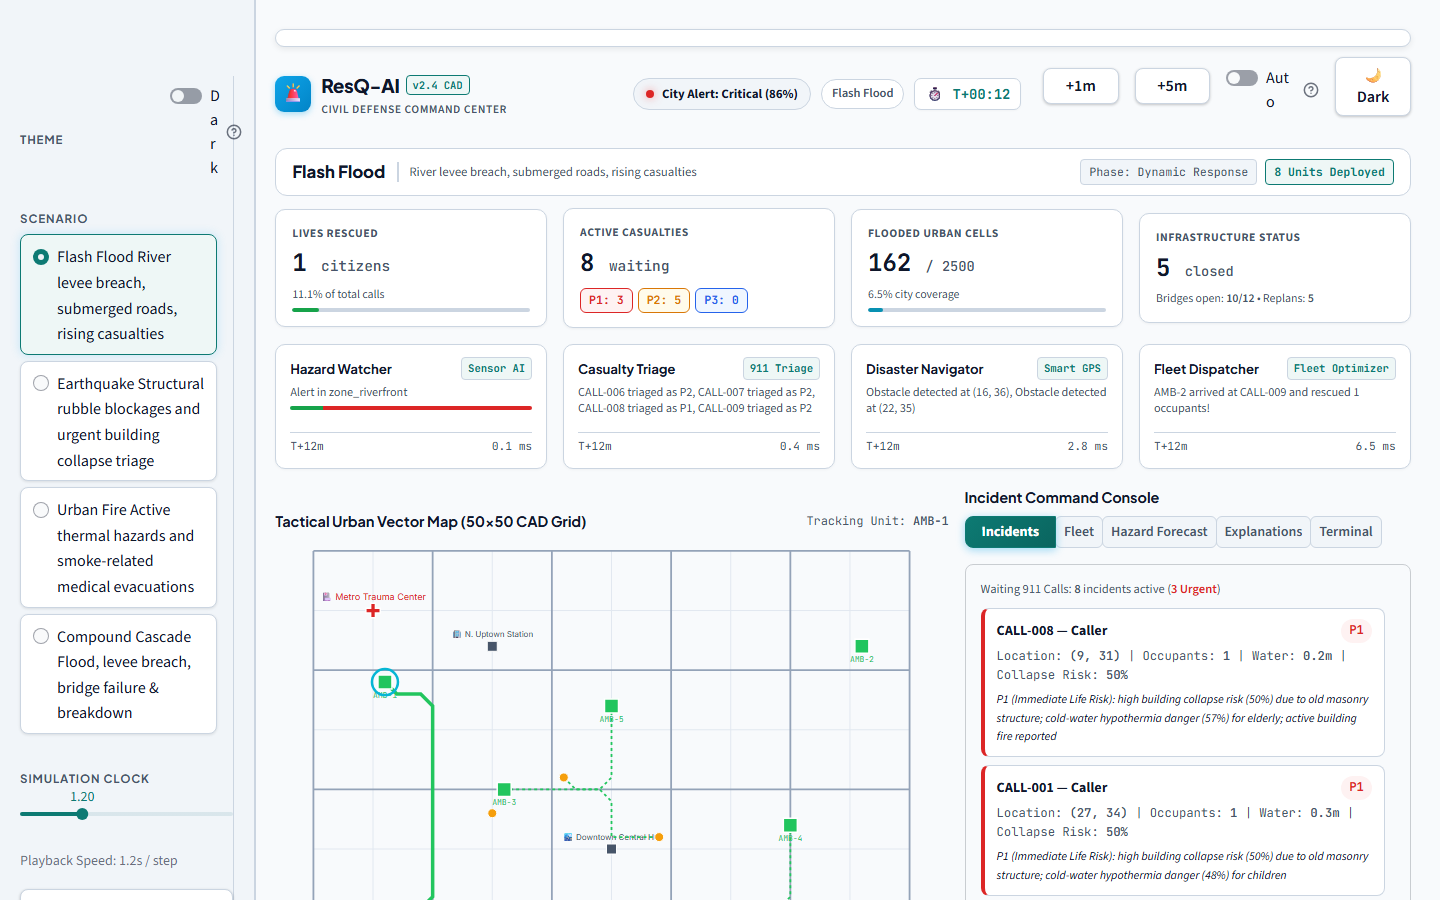 THEME
D
a
r
k
SCENARIO
Flash Flood River
levee breach,
submerged roads,
rising casualties
Earthquake Structural
rubble blockages and
urgent building
collapse triage
Urban Fire Active
thermal hazards and
smoke-related
medical evacuations
Compound Cascade
Flood, levee breach,
bridge failure &
breakdown
SIMULATION CLOCK
1.20
Playback Speed: 1.2s / step
ResQ-AI v2.4 CAD
CIVIL DEFENSE COMMAND CENTER
City Alert: Critical (86%)
Flash Flood
T+00:12
+1m
+5m
Aut
o
Dark
Flash Flood
River levee breach, submerged roads, rising casualties
Phase: Dynamic Response
8 Units Deployed
LIVES RESCUED
1 citizens
11.1% of total calls
ACTIVE CASUALTIES
8 waiting
P1: 3 P2: 5 P3: 0
FLOODED URBAN CELLS
162 / 2500
6.5% city coverage
INFRASTRUCTURE STATUS
5 closed
Bridges open: 10/12 • Replans: 5
Hazard Watcher Sensor AI
Alert in zone_riverfront
T+12m 0.1 ms
Casualty Triage 911 Triage
CALL-006 triaged as P2, CALL-007 triaged as P2,
CALL-008 triaged as P1, CALL-009 triaged as P2
T+12m 0.4 ms
Disaster Navigator Smart GPS
Obstacle detected at (16, 36), Obstacle detected
at (22, 35)
T+12m 2.8 ms
Fleet Dispatcher Fleet Optimizer
AMB-2 arrived at CALL-009 and rescued 1
occupants!
T+12m 6.5 ms
Tactical Urban Vector Map (50×50 CAD Grid)
Tracking Unit: AMB-1
Metro Trauma Center
N. Uptown Station
AMB-2
AMB-1
AMB-5
AMB-3
Downtown Central H
AMB-4
Incident Command Console
Incidents Fleet Hazard Forecast Explanations Terminal
Waiting 911 Calls: 8 incidents active (3 Urgent)
CALL-008 — Caller P1
Location: (9, 31) | Occupants: 1 | Water: 0.2m |
Collapse Risk: 50%
P1 (Immediate Life Risk): high building collapse risk (50%) due to old masonry
structure; cold-water hypothermia danger (57%) for elderly; active building
fire reported
CALL-001 — Caller P1
Location: (27, 34) | Occupants: 1 | Water: 0.3m |
Collapse Risk: 50%
P1 (Immediate Life Risk): high building collapse risk (50%) due to old masonry
structure; cold-water hypothermia danger (48%) for children